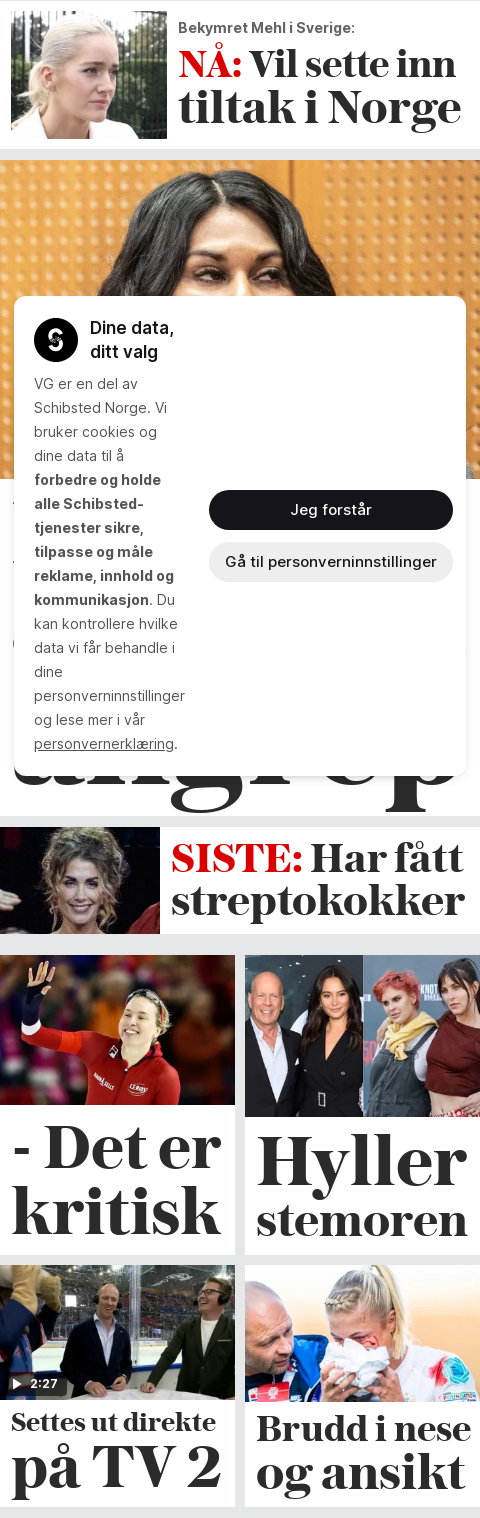 Bekymret Mehl i Sverige:
NÅ: Vil sette inn
tiltak i Norge
Dine data,
ditt valg
VG er en del av
Schibsted Norge. Vi
bruker cookies og
dine data til å
forbedre og holde
alle Schibsted-
tjenester sikre,
tilpasse og måle
reklame, innhold og
kommunikasjon. Du
kan kontrollere hvilke
data vi får behandle i
dine
personverninnstillinger
og lese mer i vår
personvernerklæring.
Jeg forstår
Gå til personverninnstillinger
SISTE: Har fått
streptokokker
- Det er
kritisk
Hyller
stemoren
2:27
Settes ut direkte
på TV 2
Brudd i nese
og ansikt